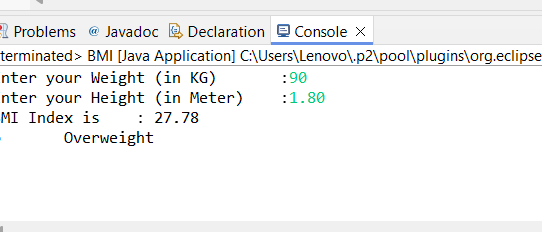 Problems @ Javadoc Declaration Console
terminated> BMI [Java Application] C:\Users\Lenovo\.p2\pool\plugins\org.eclipse
nter your Weight (in KG) :90
nter your Height (in Meter) :1.80
MI Index is : 27.78
Overweight